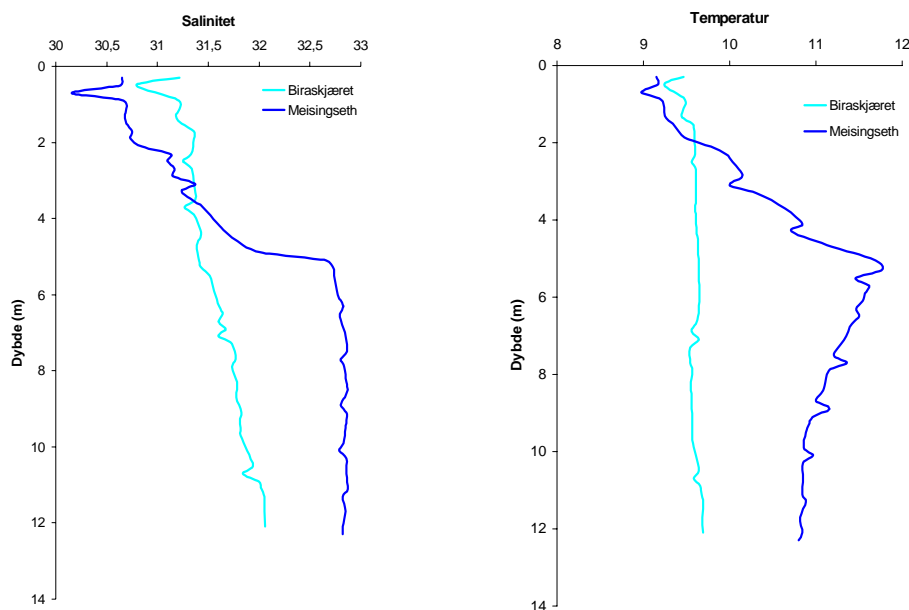 Salinitet
30 30,5 31 31,5 32 32,5 33
0
2
4
6
8
10
12
14
Dybde (m)
Biraskjæret
Meisingseth
Temperatur
8 9 10 11 12
0
2
4
6
8
10
12
14
Dybde (m)
Biraskjæret
Meisingseth